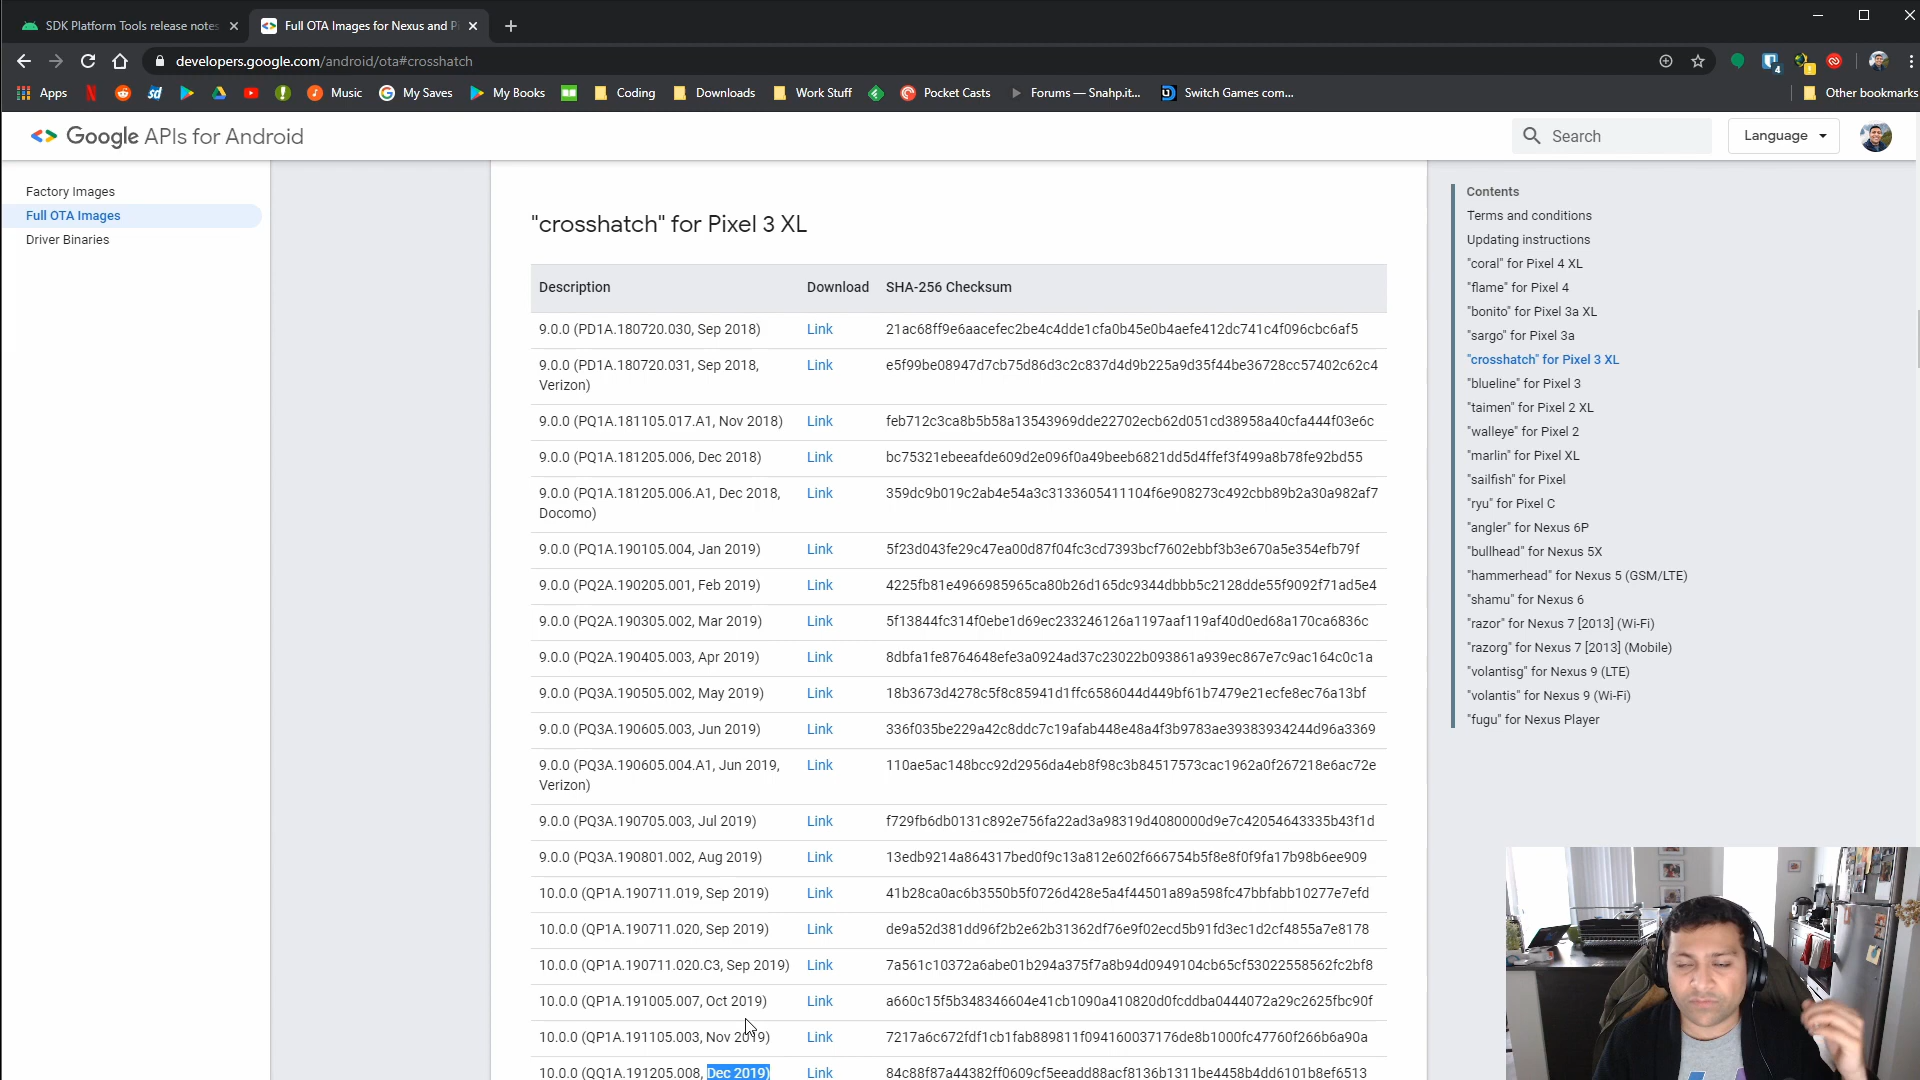 SDK Platform Tools release notes
Full OTA Images for Nexus and Pi
developers.google.com/android/ota#crosshatch
Apps
Music
My Saves
My Books
Coding
Downloads
Work Stuff
Pocket Casts
Forums — Snahp.it...
Switch Games com...
Other bookmarks
Google APIs for Android
Search
Language
Factory Images
Full OTA Images
Driver Binaries
"crosshatch" for Pixel 3 XL
Description Download SHA-256 Checksum
9.0.0 (PD1A.180720.030, Sep 2018) Link 21ac68ff9e6aacefec2be4c4dde1cfa0b45e0b4aefe412dc741c4f096cbc6af5
9.0.0 (PD1A.180720.031, Sep 2018, Link e5f99be08947d7cb75d86d3c2c837d4d9b225a9d35f44be36728cc57402c62c4
Verizon)
9.0.0 (PQ1A.181105.017.A1, Nov 2018) Link feb712c3ca8b5b58a13543969dde22702ecb62d051cd38958a40cfa444f03e6c
9.0.0 (PQ1A.181205.006, Dec 2018) Link bc75321ebeeafde609d2e096f0a49beeb6821dd5d4ffef3f499a8b78fe92bd55
9.0.0 (PQ1A.181205.006.A1, Dec 2018, Link 359dc9b019c2ab4e54a3c3133605411104f6e908273c492cbb89b2a30a982af7
Docomo)
9.0.0 (PQ1A.190105.004, Jan 2019) Link 5f23d043fe29c47ea00d87f04fc3cd7393bcf7602ebbf3b3e670a5e354efb79f
9.0.0 (PQ2A.190205.001, Feb 2019) Link 4225fb81e4966985965ca80b26d165dc9344dbbb5c2128dde55f9092f71ad5e4
9.0.0 (PQ2A.190305.002, Mar 2019) Link 5f13844fc314f0ebe1d69ec233246126a1197aaf119af40d0ed68a170ca6836c
9.0.0 (PQ2A.190405.003, Apr 2019) Link 8dbfa1fe8764648efe3a0924ad37c23022b093861a939ec867e7c9ac164c0c1a
9.0.0 (PQ3A.190505.002, May 2019) Link 18b3673d4278c5f8c85941d1ffc6586044d449bf61b7479e21ecfe8ec76a13bf
9.0.0 (PQ3A.190605.003, Jun 2019) Link 336f035be229a42c8ddc7c19afab448e48a4f3b9783ae39383934244d96a3369
9.0.0 (PQ3A.190605.004.A1, Jun 2019, Link 110ae5ac148bcc92d2956da4eb8f98c3b84517573cac1962a0f267218e6ac72e
Verizon)
9.0.0 (PQ3A.190705.003, Jul 2019) Link f729fb6db0131c892e756fa22ad3a98319d4080000d9e7c42054643335b43f1d
9.0.0 (PQ3A.190801.002, Aug 2019) Link 13edb9214a864317bed0f9c13a812e602f666754b5f8e8f0f9fa17b98b6ee909
10.0.0 (QP1A.190711.019, Sep 2019) Link 41b28ca0ac6b3550b5f0726d428e5a4f44501a89a598fc47bbfabb10277e7efd
10.0.0 (QP1A.190711.020, Sep 2019) Link de9a52d381dd96f2b2e62b31362df76e9f02ecd5b91fd3ec1d2cf4855a7e8178
10.0.0 (QP1A.190711.020.C3, Sep 2019) Link 7a561c10372a6abe01b294a375f7a8b94d0949104cb65cf53022558562fc2bf8
10.0.0 (QP1A.191005.007, Oct 2019) Link a660c15f5b348346604e41cb1090a410820d0fcddba0444072a29c2625fbc90f
10.0.0 (QP1A.191105.003, Nov 2019) Link 7217a6c672fdf1cb1fab889811f094160037176de8b1000fc47760f266b6a90a
10.0.0 (QQ1A.191205.008, Dec 2019) Link 84c88f87a44382ff0609cf5eeadd88acf8136b1311be4458b4dd6101b8ef6513
Contents
Terms and conditions
Updating instructions
"coral" for Pixel 4 XL
"flame" for Pixel 4
"bonito" for Pixel 3a XL
"sargo" for Pixel 3a
"crosshatch" for Pixel 3 XL
"blueline" for Pixel 3
"taimen" for Pixel 2 XL
"walleye" for Pixel 2
"marlin" for Pixel XL
"sailfish" for Pixel
"ryu" for Pixel C
"angler" for Nexus 6P
"bullhead" for Nexus 5X
"hammerhead" for Nexus 5 (GSM/LTE)
"shamu" for Nexus 6
"razor" for Nexus 7 [2013] (Wi-Fi)
"razorg" for Nexus 7 [2013] (Mobile)
"volantisg" for Nexus 9 (LTE)
"volantis" for Nexus 9 (Wi-Fi)
"fugu" for Nexus Player